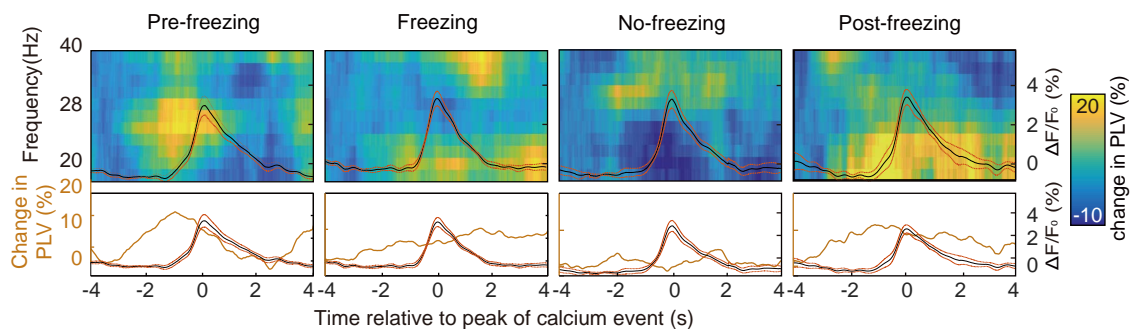 Pre-freezing Freezing No-freezing Post-freezing
Frequency(Hz)
40
28
20
4
2
0
ΔF/F₀ (%)
20
-10
change in PLV (%)
Change in
PLV (%)
20
10
0
4
2
0
ΔF/F₀ (%)
-4 -2 0 2 4 -4 -2 0 2 4 -4 -2 0 2 4 -4 -2 0 2 4
Time relative to peak of calcium event (s)